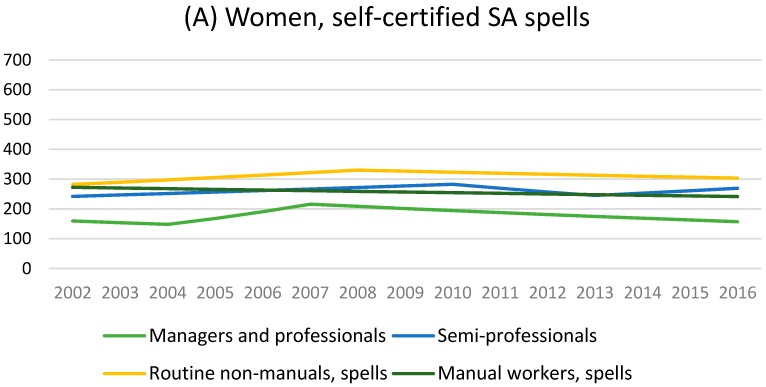 (A) Women, self-certified SA spells
700
600
500
400
300
200
100
0
2002 2003 2004 2005 2006 2007 2008 2009 2010 2011 2012 2013 2014 2015 2016
Managers and professionals Semi-professionals
Routine non-manuals, spells Manual workers, spells